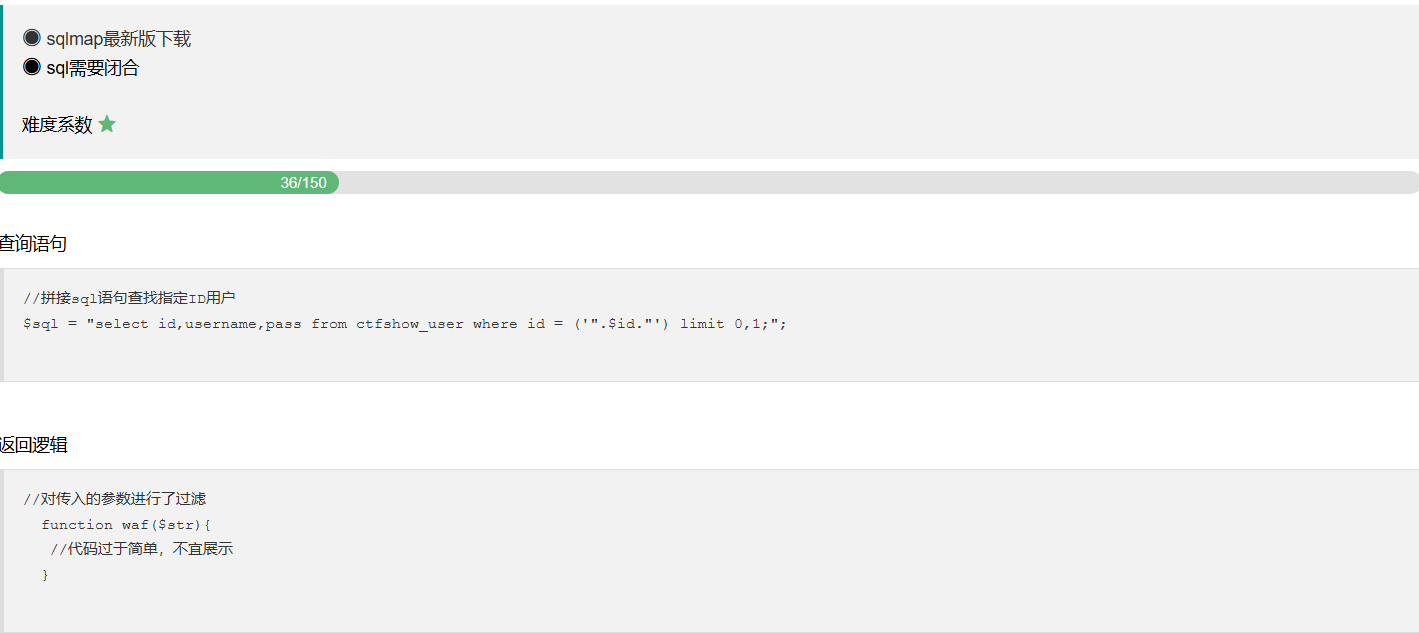 sqlmap最新版下载
sql需要闭合
难度系数
36/150
查询语句
//拼接sql语句查找指定ID用户
$sql = "select id,username,pass from ctfshow_user where id = ('".$id."') limit 0,1;";
返回逻辑
//对传入的参数进行了过滤
function waf($str){
//代码过于简单，不宜展示
}